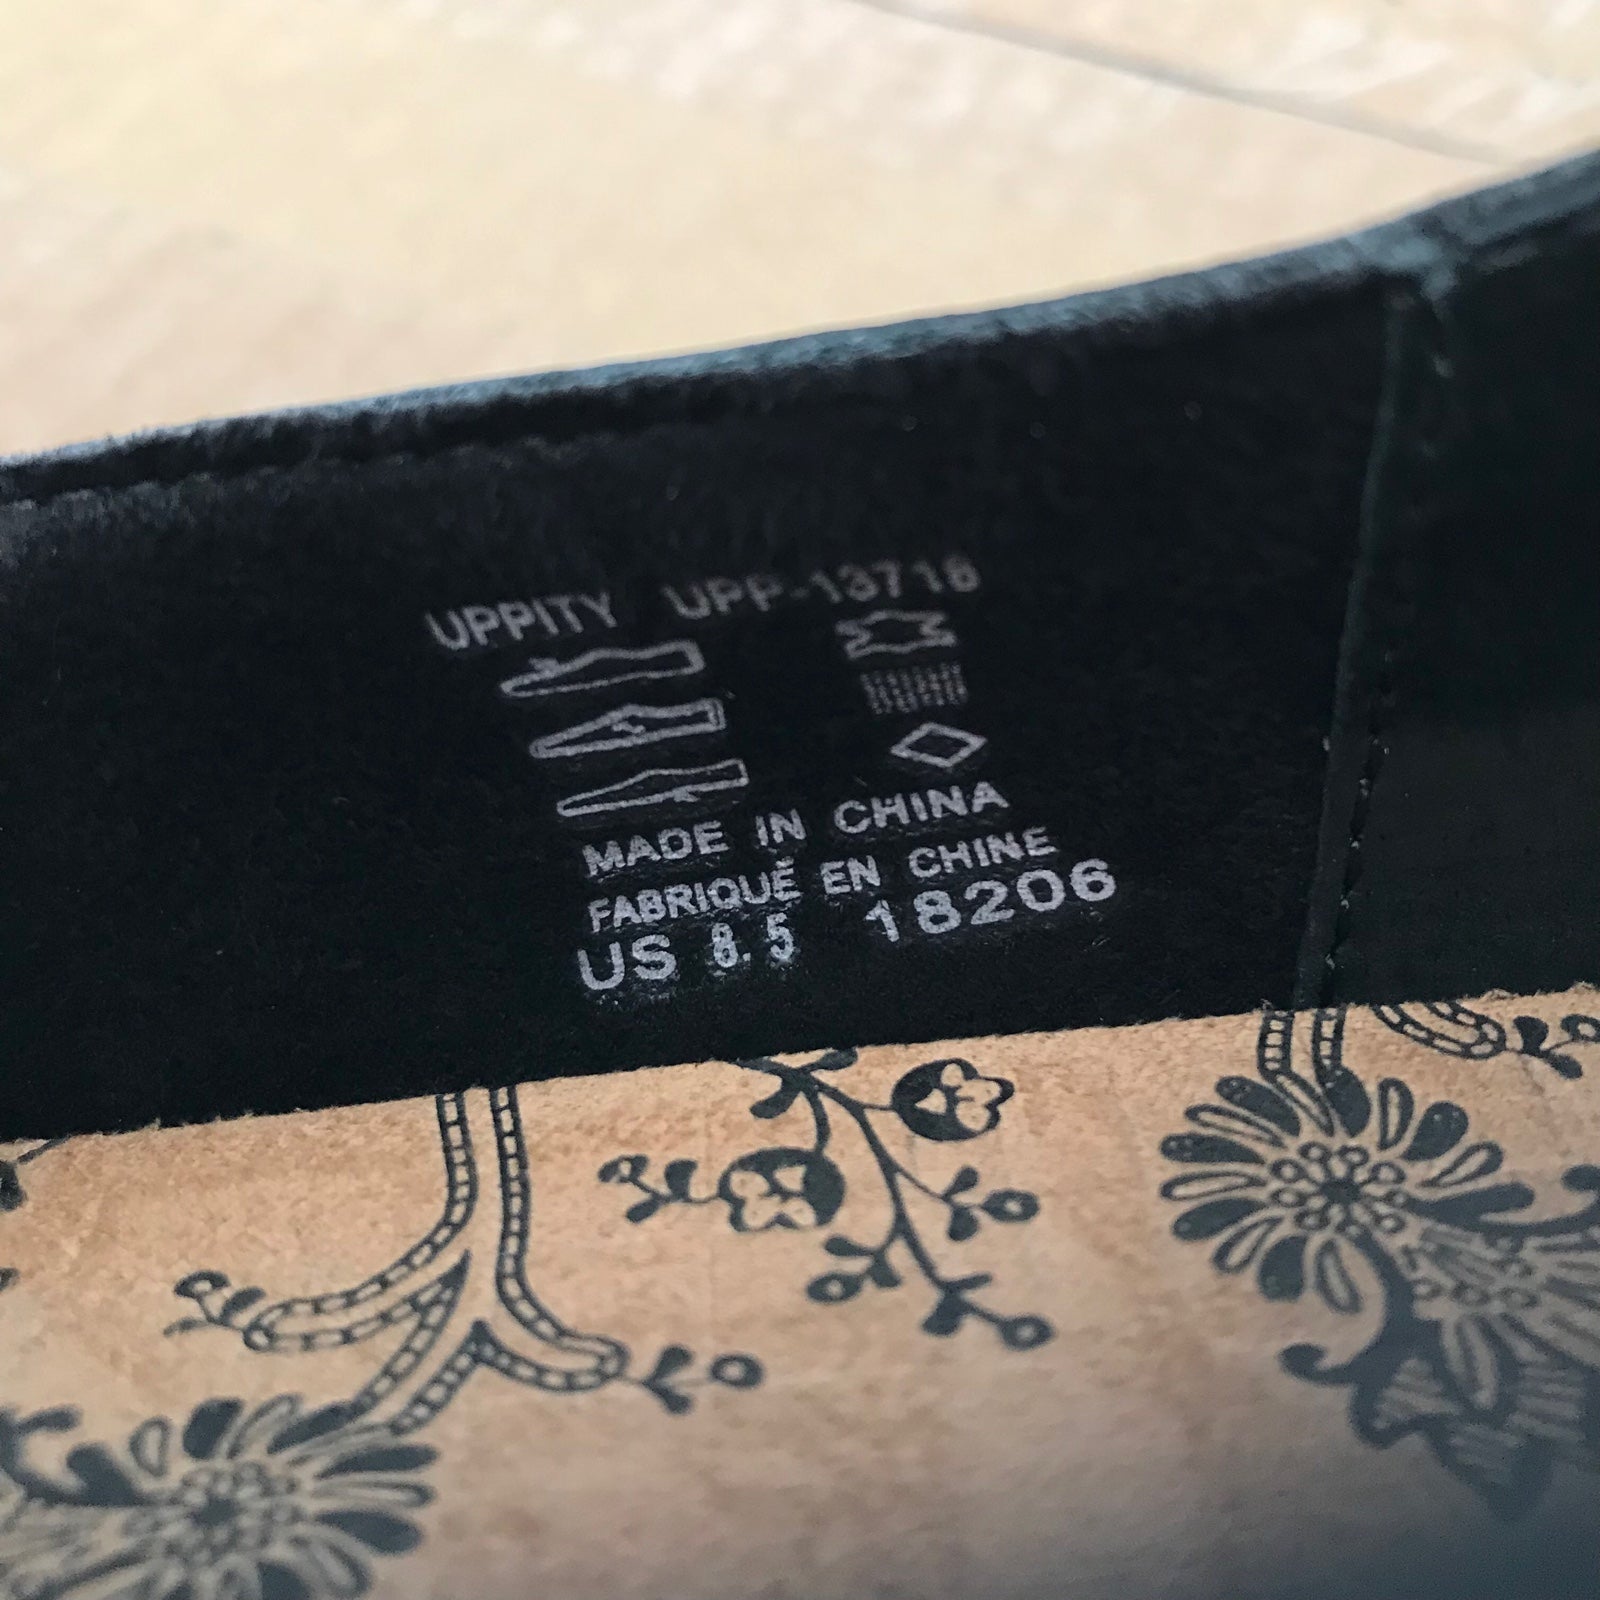 UPPITY UPP-13718
MADE IN CHINA
FABRIQUÉ EN CHINE
US 8.5 18206